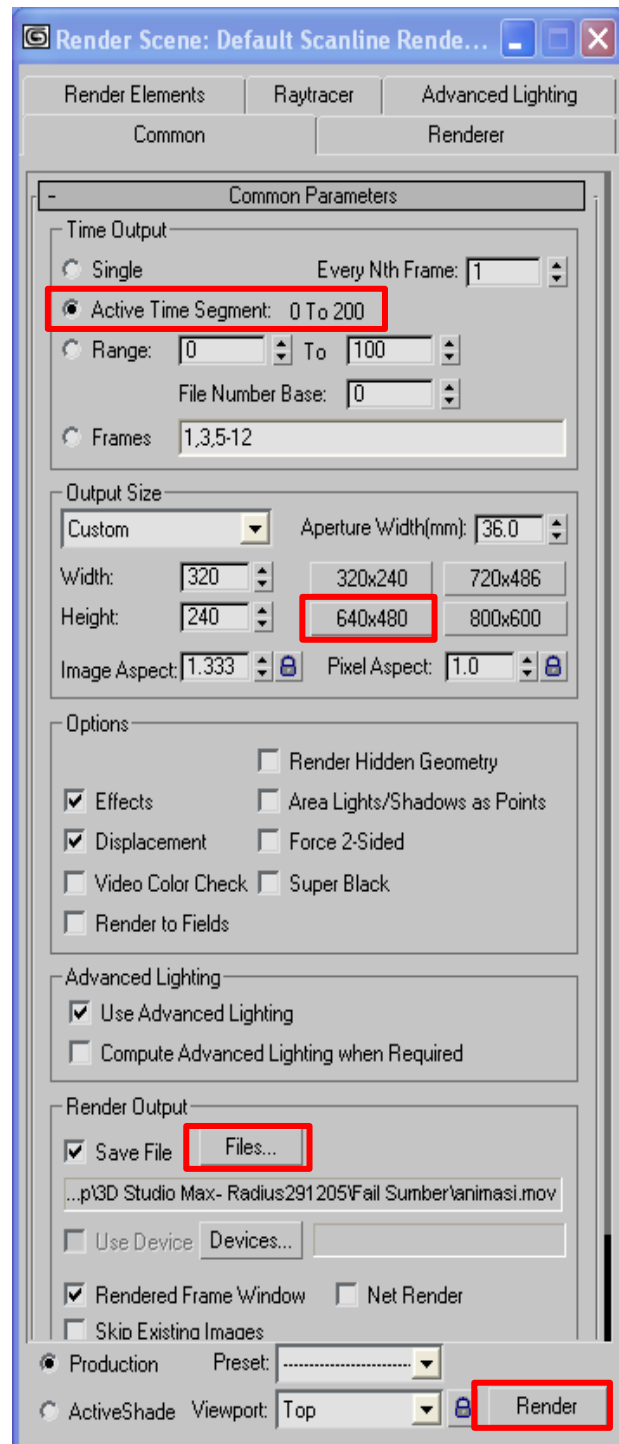 Render Scene: Default Scanline Rende...
Render Elements Raytracer Advanced Lighting
Common Renderer
- Common Parameters
Time Output
Single Every Nth Frame: 1
Active Time Segment: 0 To 200
Range: 0 To 100
File Number Base: 0
Frames 1,3,5-12
Output Size
Custom Aperture Width(mm): 36.0
Width: 320 320x240 720x486
Height: 240 640x480 800x600
Image Aspect: 1.333 Pixel Aspect: 1.0
Options
Render Hidden Geometry
Effects Area Lights/Shadows as Points
Displacement Force 2-Sided
Video Color Check Super Black
Render to Fields
Advanced Lighting
Use Advanced Lighting
Compute Advanced Lighting when Required
Render Output
Save File Files...
...p\3D Studio Max- Radius291205\Fail Sumber\animasi.mov
Use Device Devices...
Rendered Frame Window Net Render
Skip Existing Images
Production Preset: -----------------------
ActiveShade Viewport: Top Render